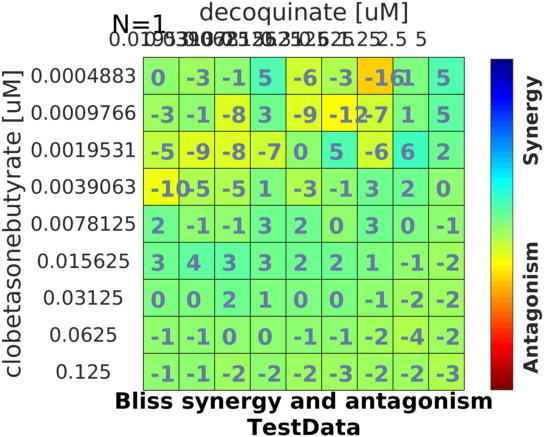 decoquinate [uM]
N=1
2.5 5
clobetasonebutyrate [uM]
0.0004883 0 -3 -1 5 -6 -3 -16 1 5
0.0009766 -3 -1 -8 3 -9 -12 -7 1 5
0.0019531 -5 -9 -8 -7 0 5 -6 6 2
0.0039063 -10 -5 -5 1 -3 -1 3 2 0
0.0078125 2 -1 -1 3 2 0 3 0 -1
0.015625 3 4 3 3 2 2 1 -1 -2
0.03125 0 0 2 1 0 0 -1 -2 -2
0.0625 -1 -1 0 0 -1 -1 -2 -4 -2
0.125 -1 -1 -2 -2 -2 -3 -2 -2 -3
Synergy
Antagonism
Bliss synergy and antagonism
TestData